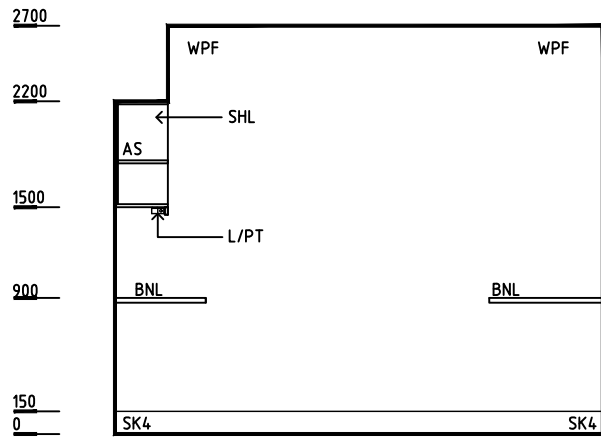 2700
WPF WPF
2200
SHL
AS
1500
L/PT
900
BNL BNL
150
0
SK4 SK4